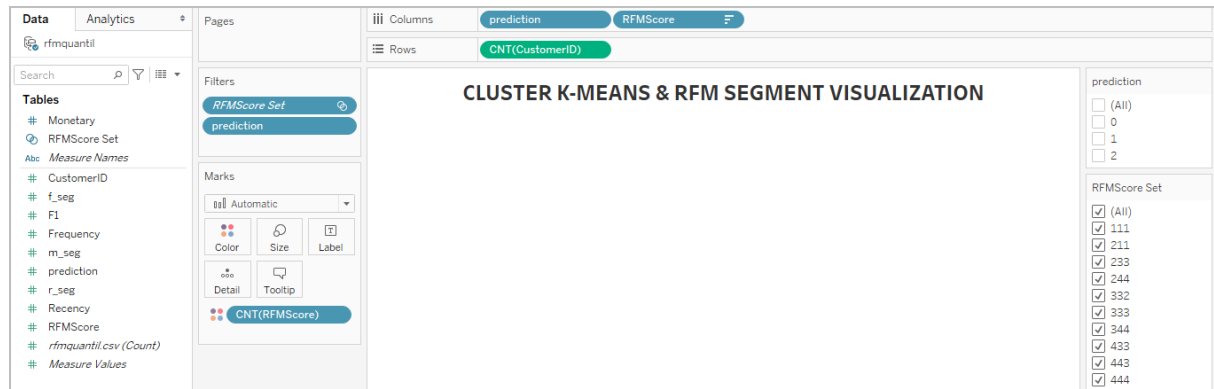 Data Analytics
rfmquantil
Search
Tables
# Monetary
RFMScore Set
Abc Measure Names
# CustomerID
# f_seg
# F1
# Frequency
# m_seg
# prediction
# r_seg
# Recency
# RFMScore
# rfmquantil.csv (Count)
# Measure Values
Pages
Filters
RFMScore Set
prediction
Marks
Automatic
Color Size Label
T
Detail Tooltip
CNT(RFMScore)
Columns prediction RFMScore
Rows CNT(CustomerID)
CLUSTER K-MEANS & RFM SEGMENT VISUALIZATION
prediction
(All)
0
1
2
RFMScore Set
(All)
111
211
233
244
332
333
344
433
443
444